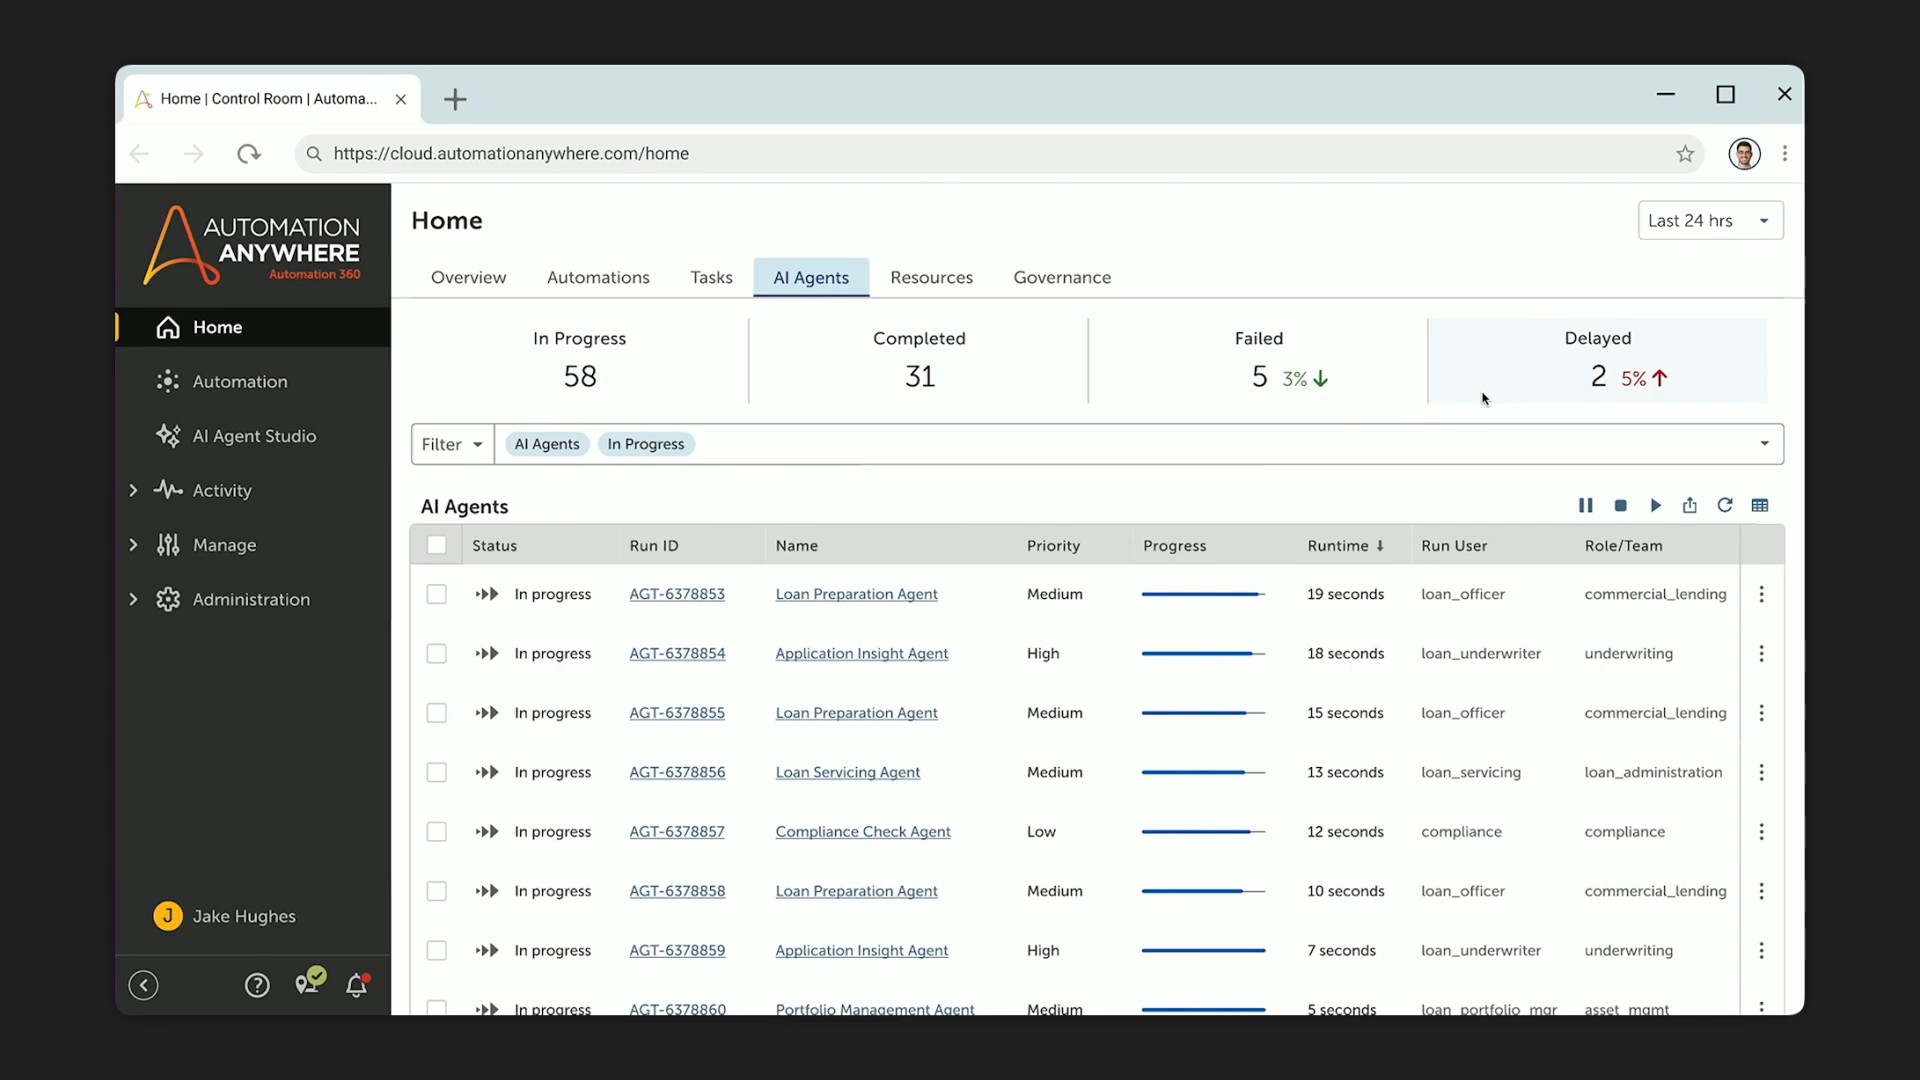 Home | Control Room | Automa...
https://cloud.automationanywhere.com/home
AUTOMATION
ANYWHERE
Automation 360
Home
Automation
AI Agent Studio
Activity
Manage
Administration
J Jake Hughes
Home
Last 24 hrs
Overview Automations Tasks AI Agents Resources Governance
In Progress Completed Failed Delayed
58 31 5 3% 2 5%
Filter AI Agents In Progress
AI Agents
Status Run ID Name Priority Progress Runtime Run User Role/Team
In progress AGT-6378853 Loan Preparation Agent Medium 19 seconds loan_officer commercial_lending
In progress AGT-6378854 Application Insight Agent High 18 seconds loan_underwriter underwriting
In progress AGT-6378855 Loan Preparation Agent Medium 15 seconds loan_officer commercial_lending
In progress AGT-6378856 Loan Servicing Agent Medium 13 seconds loan_servicing loan_administration
In progress AGT-6378857 Compliance Check Agent Low 12 seconds compliance compliance
In progress AGT-6378858 Loan Preparation Agent Medium 10 seconds loan_officer commercial_lending
In progress AGT-6378859 Application Insight Agent High 7 seconds loan_underwriter underwriting
In progress AGT-6378860 Portfolio Management Agent Medium 5 seconds loan_portfolio_mgr asset_mgmt